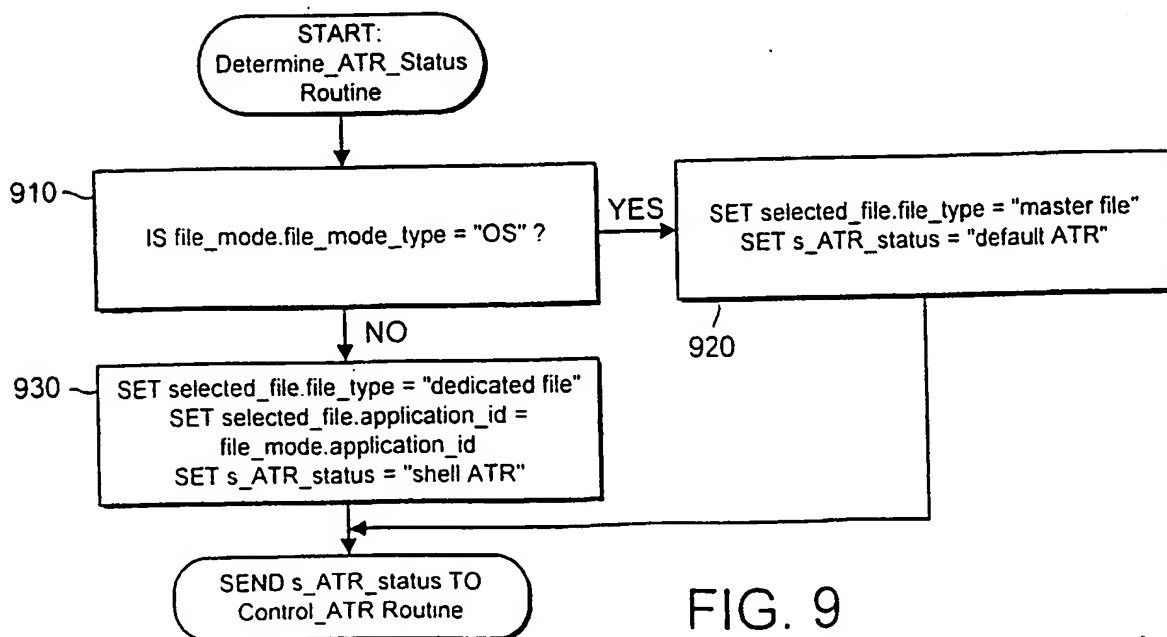 START:
Determine_ATR_Status
Routine
910
IS file_mode.file_mode_type = "OS" ?
YES
SET selected_file.file_type = "master file"
SET s_ATR_status = "default ATR"
920
NO
930
SET selected_file.file_type = "dedicated file"
SET selected_file.application_id =
file_mode.application_id
SET s_ATR_status = "shell ATR"
SEND s_ATR_status TO
Control_ATR Routine
FIG. 9